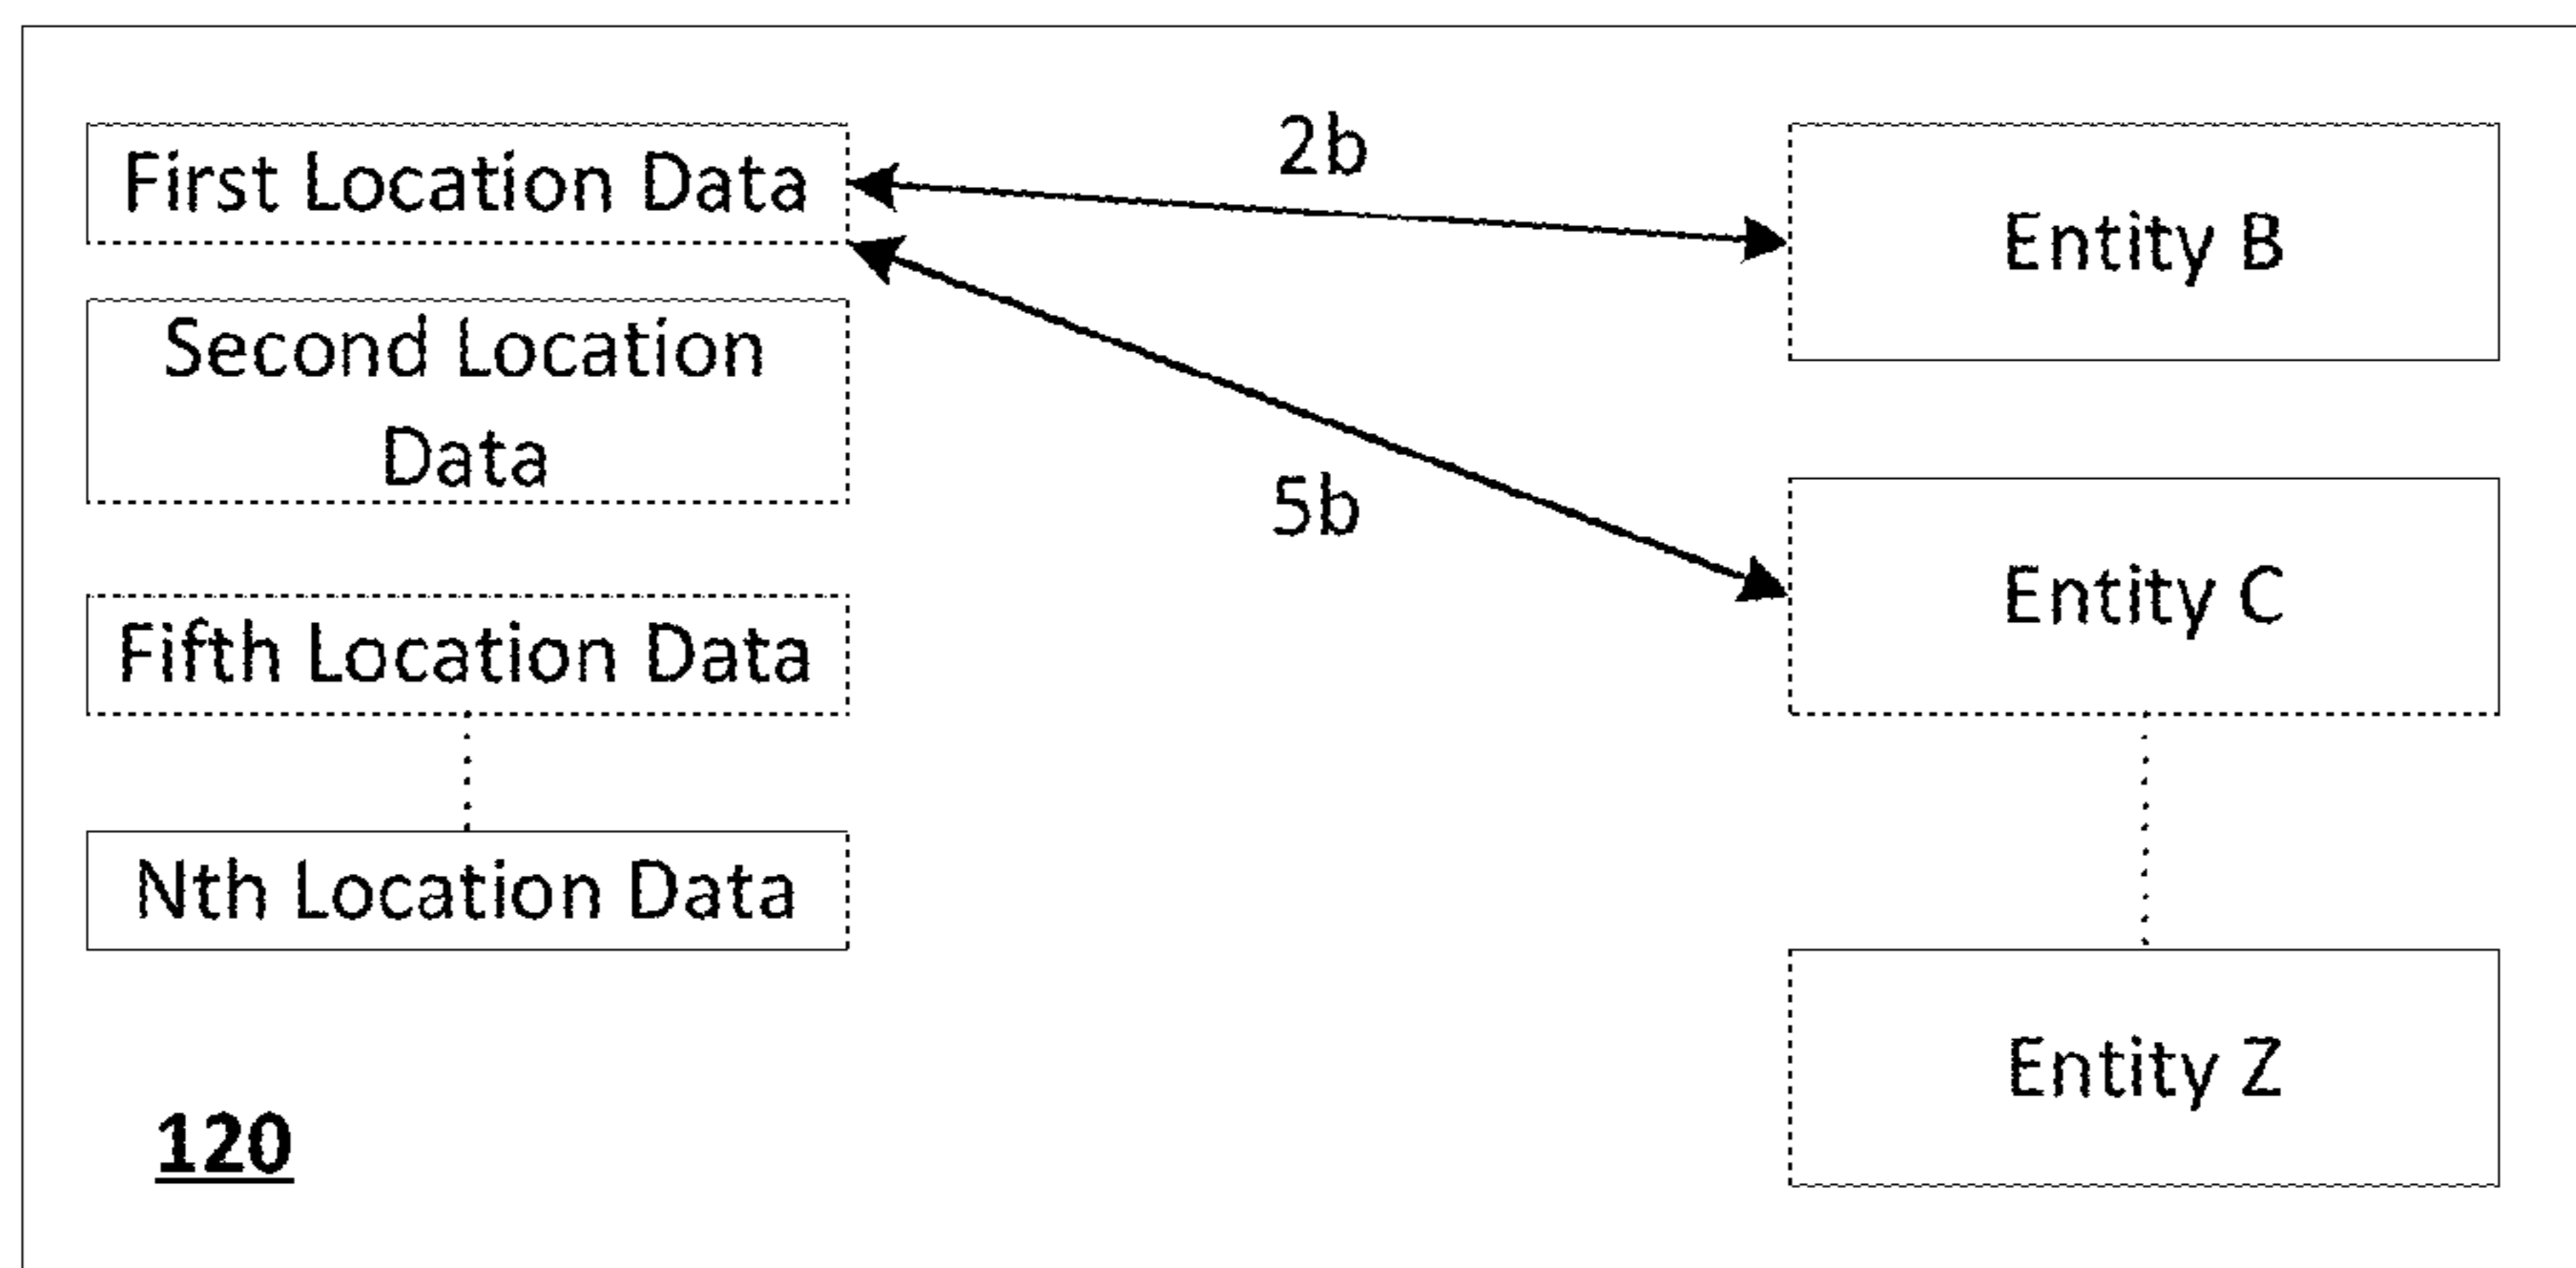 First Location Data
2b
Entity B
Second Location
Data
5b
Entity C
Fifth Location Data
Nth Location Data
Entity Z
120